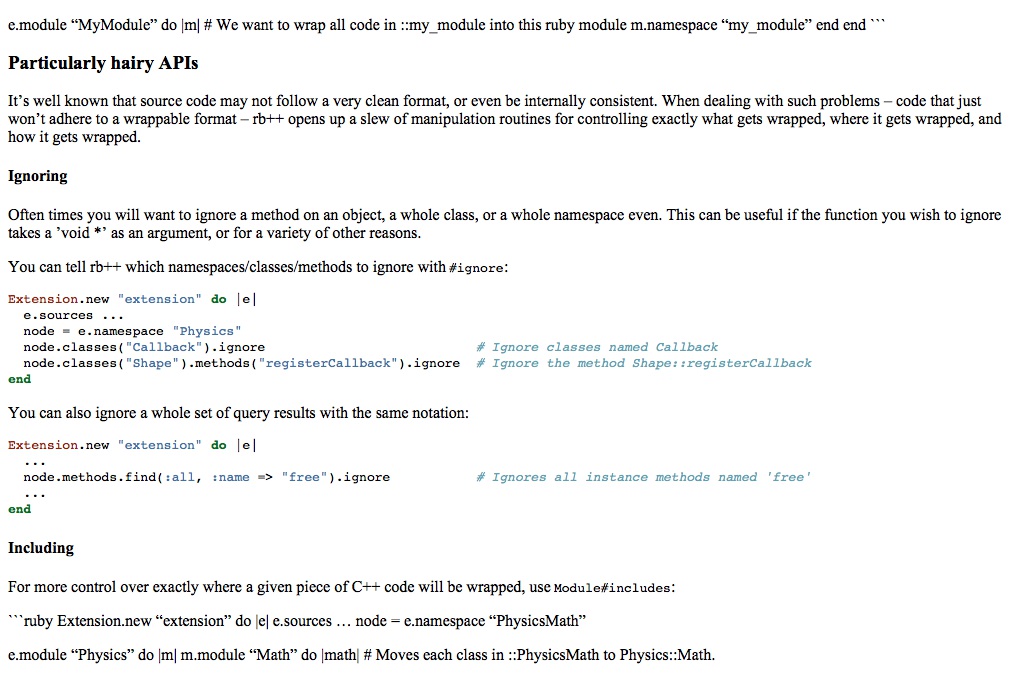 e.module “MyModule” do |m| # We want to wrap all code in ::my_module into this ruby module m.namespace “my_module” end end ```
Particularly hairy APIs
It’s well known that source code may not follow a very clean format, or even be internally consistent. When dealing with such problems – code that just
won’t adhere to a wrappable format – rb++ opens up a slew of manipulation routines for controlling exactly what gets wrapped, where it gets wrapped, and
how it gets wrapped.
Ignoring
Often times you will want to ignore a method on an object, a whole class, or a whole namespace even. This can be useful if the function you wish to ignore
takes a ’void *’ as an argument, or for a variety of other reasons.
You can tell rb++ which namespaces/classes/methods to ignore with #ignore:
Extension.new "extension" do |e|
  e.sources ...
  node = e.namespace "Physics"
  node.classes("Callback").ignore # Ignore classes named Callback
  node.classes("Shape").methods("registerCallback").ignore # Ignore the method Shape::registerCallback
end
You can also ignore a whole set of query results with the same notation:
Extension.new "extension" do |e|
  ...
  node.methods.find(:all, :name => "free").ignore # Ignores all instance methods named 'free'
  ...
end
Including
For more control over exactly where a given piece of C++ code will be wrapped, use Module#includes:
```ruby Extension.new “extension” do |e| e.sources … node = e.namespace “PhysicsMath”
e.module “Physics” do |m| m.module “Math” do |math| # Moves each class in ::PhysicsMath to Physics::Math.